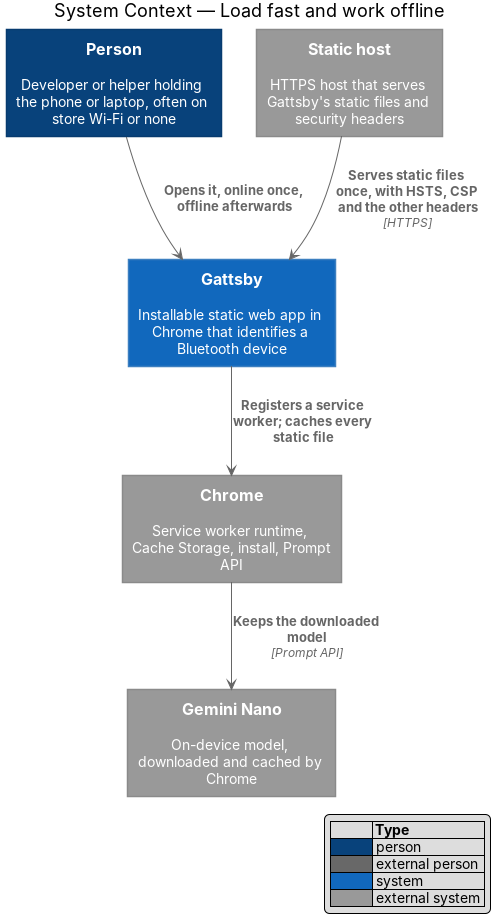 System Context — Load fast and work offline
Person
Developer or helper holding
the phone or laptop, often on
store Wi-Fi or none
Static host
HTTPS host that serves
Gattsby's static files and
security headers
Opens it, online once,
offline afterwards
Serves static files
once, with HSTS, CSP
and the other headers
[HTTPS]
Gattsby
Installable static web app in
Chrome that identifies a
Bluetooth device
Registers a service
worker; caches every
static file
Chrome
Service worker runtime,
Cache Storage, install, Prompt
API
Keeps the downloaded
model
[Prompt API]
Gemini Nano
On-device model,
downloaded and cached by
Chrome
Type
person
external person
system
external system